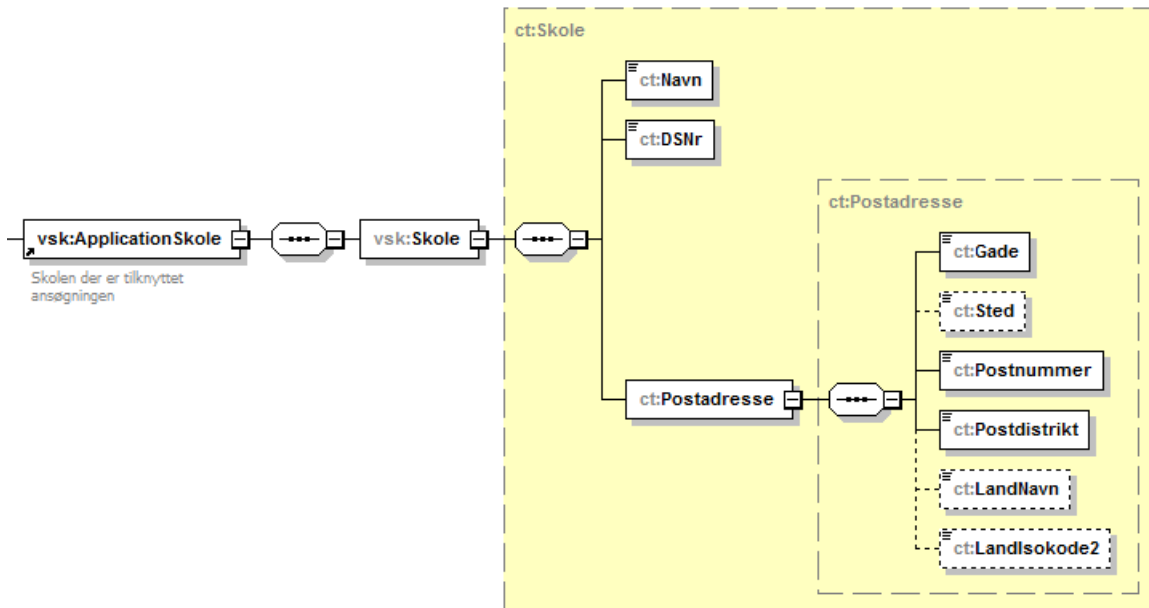 ct:Skole
ct:Navn
ct:DSNr
ct:Postadresse
vsk:ApplicationSkole
Skolen der er tilknyttet
ansøgningen
vsk:Skole
ct:Gade
ct:Sted
ct:Postnummer
ct:Postadresse
ct:Postdistrikt
ct:LandNavn
ct:LandIsokode2